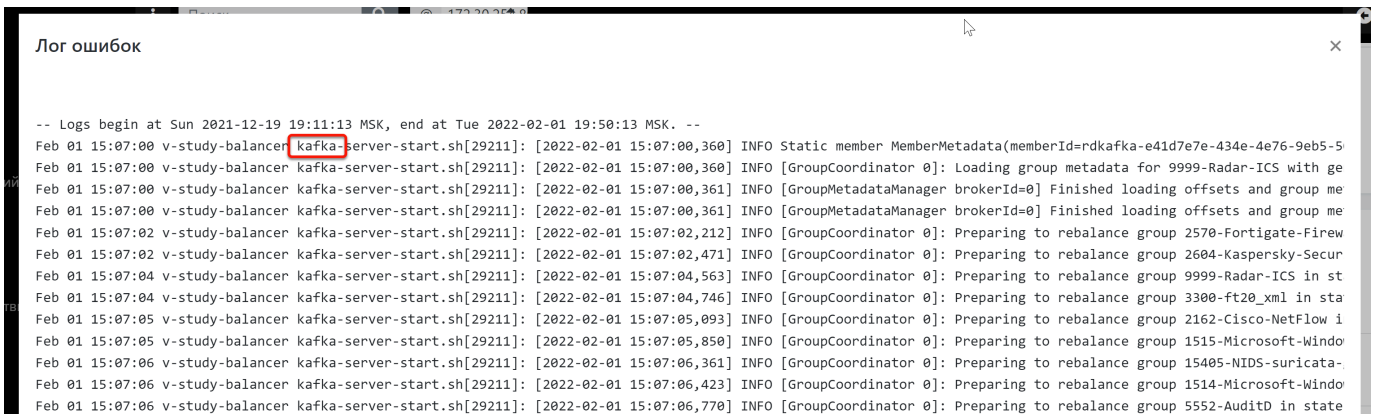 Лог ошибок
-- Logs begin at Sun 2021-12-19 19:11:13 MSK, end at Tue 2022-02-01 19:50:13 MSK. --
Feb 01 15:07:00 v-study-balancer kafka-server-start.sh[29211]: [2022-02-01 15:07:00,360] INFO Static member MemberMetadata(memberId=rdkafka-e41d7e7e-434e-4e76-9eb5-5
Feb 01 15:07:00 v-study-balancer kafka-server-start.sh[29211]: [2022-02-01 15:07:00,360] INFO [GroupCoordinator 0]: Loading group metadata for 9999-Radar-ICS with ge
Feb 01 15:07:00 v-study-balancer kafka-server-start.sh[29211]: [2022-02-01 15:07:00,361] INFO [GroupMetadataManager brokerId=0] Finished loading offsets and group me
Feb 01 15:07:00 v-study-balancer kafka-server-start.sh[29211]: [2022-02-01 15:07:00,361] INFO [GroupMetadataManager brokerId=0] Finished loading offsets and group me
Feb 01 15:07:02 v-study-balancer kafka-server-start.sh[29211]: [2022-02-01 15:07:02,212] INFO [GroupCoordinator 0]: Preparing to rebalance group 2570-Fortigate-Firew
Feb 01 15:07:02 v-study-balancer kafka-server-start.sh[29211]: [2022-02-01 15:07:02,471] INFO [GroupCoordinator 0]: Preparing to rebalance group 2604-Kaspersky-Secur
Feb 01 15:07:04 v-study-balancer kafka-server-start.sh[29211]: [2022-02-01 15:07:04,563] INFO [GroupCoordinator 0]: Preparing to rebalance group 9999-Radar-ICS in st
Feb 01 15:07:04 v-study-balancer kafka-server-start.sh[29211]: [2022-02-01 15:07:04,746] INFO [GroupCoordinator 0]: Preparing to rebalance group 3300-ft20_xml in sta
Feb 01 15:07:05 v-study-balancer kafka-server-start.sh[29211]: [2022-02-01 15:07:05,093] INFO [GroupCoordinator 0]: Preparing to rebalance group 2162-Cisco-NetFlow i
Feb 01 15:07:05 v-study-balancer kafka-server-start.sh[29211]: [2022-02-01 15:07:05,850] INFO [GroupCoordinator 0]: Preparing to rebalance group 1515-Microsoft-Windo
Feb 01 15:07:06 v-study-balancer kafka-server-start.sh[29211]: [2022-02-01 15:07:06,361] INFO [GroupCoordinator 0]: Preparing to rebalance group 15405-NIDS-suricata-
Feb 01 15:07:06 v-study-balancer kafka-server-start.sh[29211]: [2022-02-01 15:07:06,423] INFO [GroupCoordinator 0]: Preparing to rebalance group 1514-Microsoft-Windo
Feb 01 15:07:06 v-study-balancer kafka-server-start.sh[29211]: [2022-02-01 15:07:06,770] INFO [GroupCoordinator 0]: Preparing to rebalance group 5552-AuditD in state